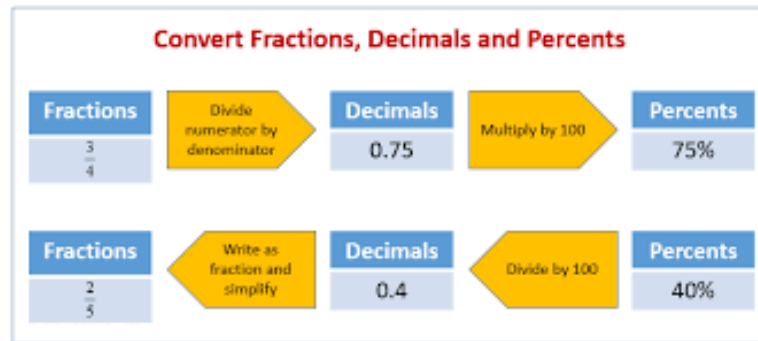 Convert Fractions, Decimals and Percents
Fractions
3/4
Divide
numerator by
denominator
Decimals
0.75
Multiply by 100
Percents
75%
Fractions
2/5
Write as
fraction and
simplify
Decimals
0.4
Divide by 100
Percents
40%